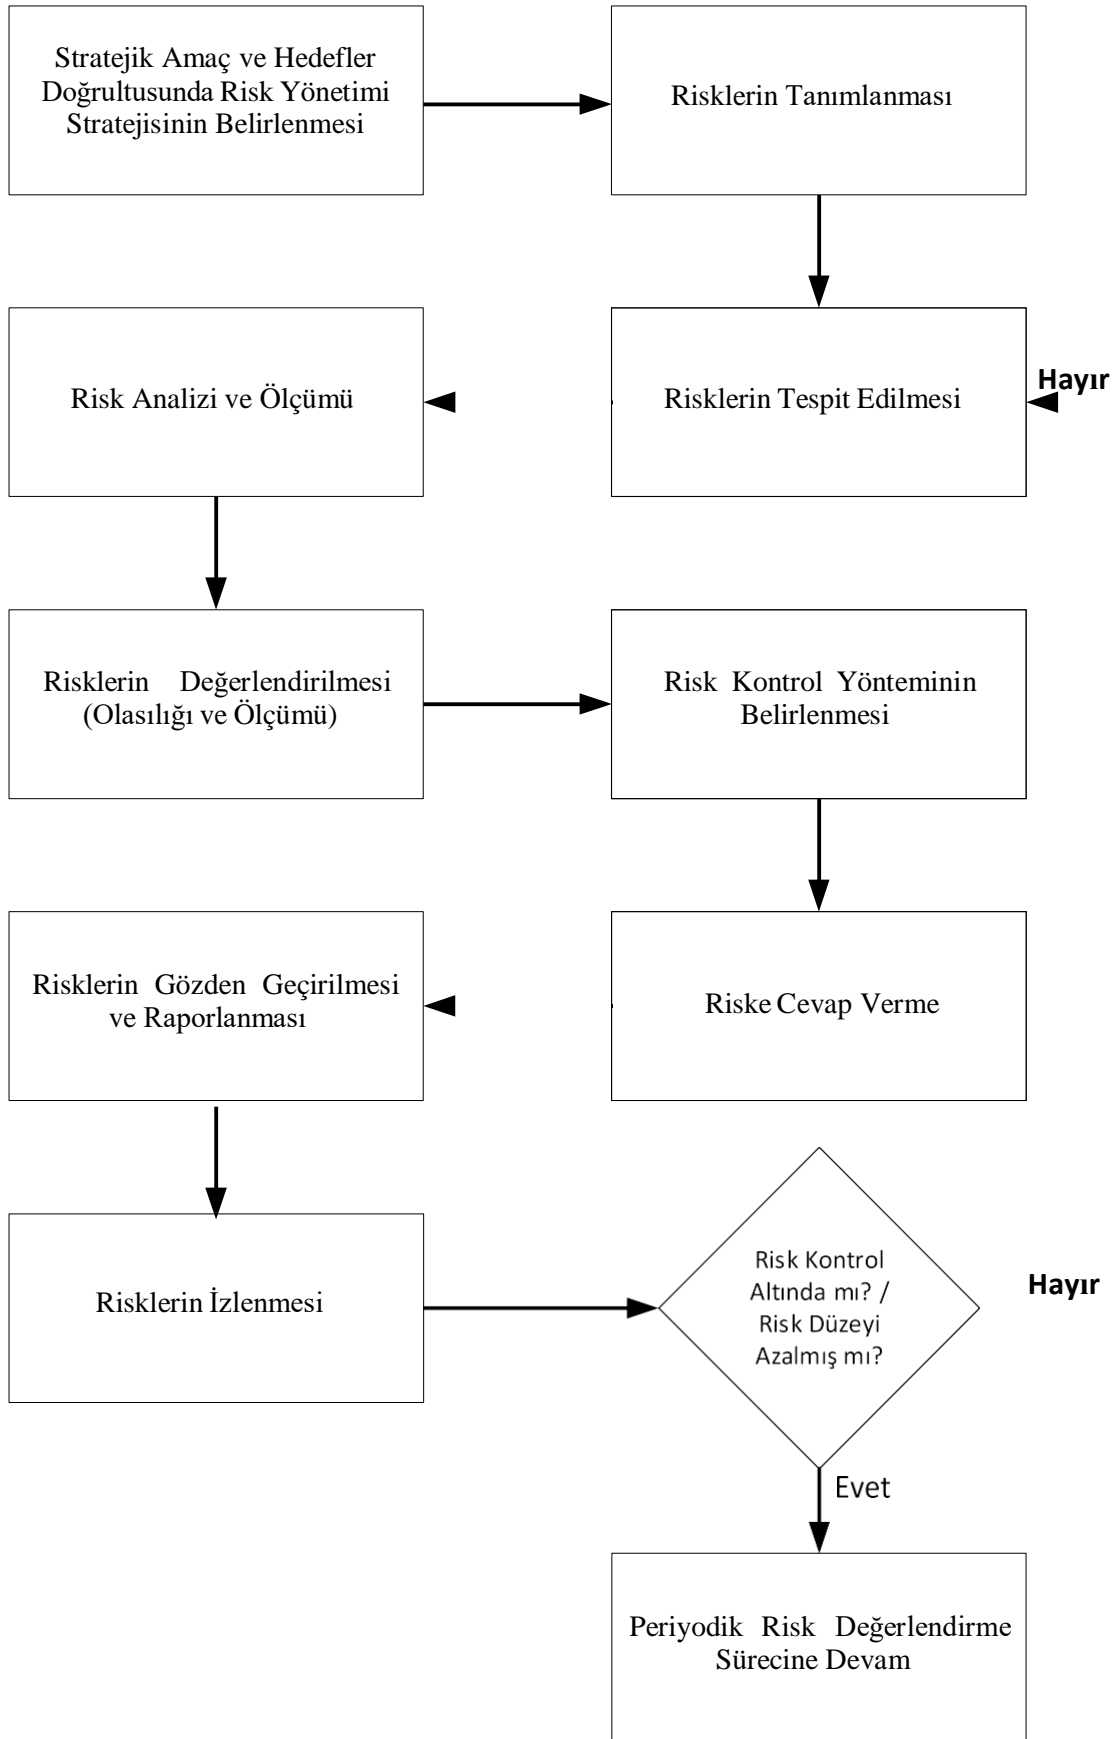 Stratejik Amaç ve Hedefler
Doğrultusunda Risk Yönetimi
Stratejisinin Belirlenmesi
Risklerin Tanımlanması
Risk Analizi ve Ölçümü
Risklerin Tespit Edilmesi
Hayır
Risklerin Değerlendirilmesi
(Olasılığı ve Ölçümü)
Risk Kontrol Yönteminin
Belirlenmesi
Risklerin Gözden Geçirilmesi
ve Raporlanması
Riske Cevap Verme
Risklerin İzlenmesi
Risk Kontrol
Altında mı? /
Risk Düzeyi
Azalmış mı?
Hayır
Evet
Periyodik Risk Değerlendirme
Sürecine Devam